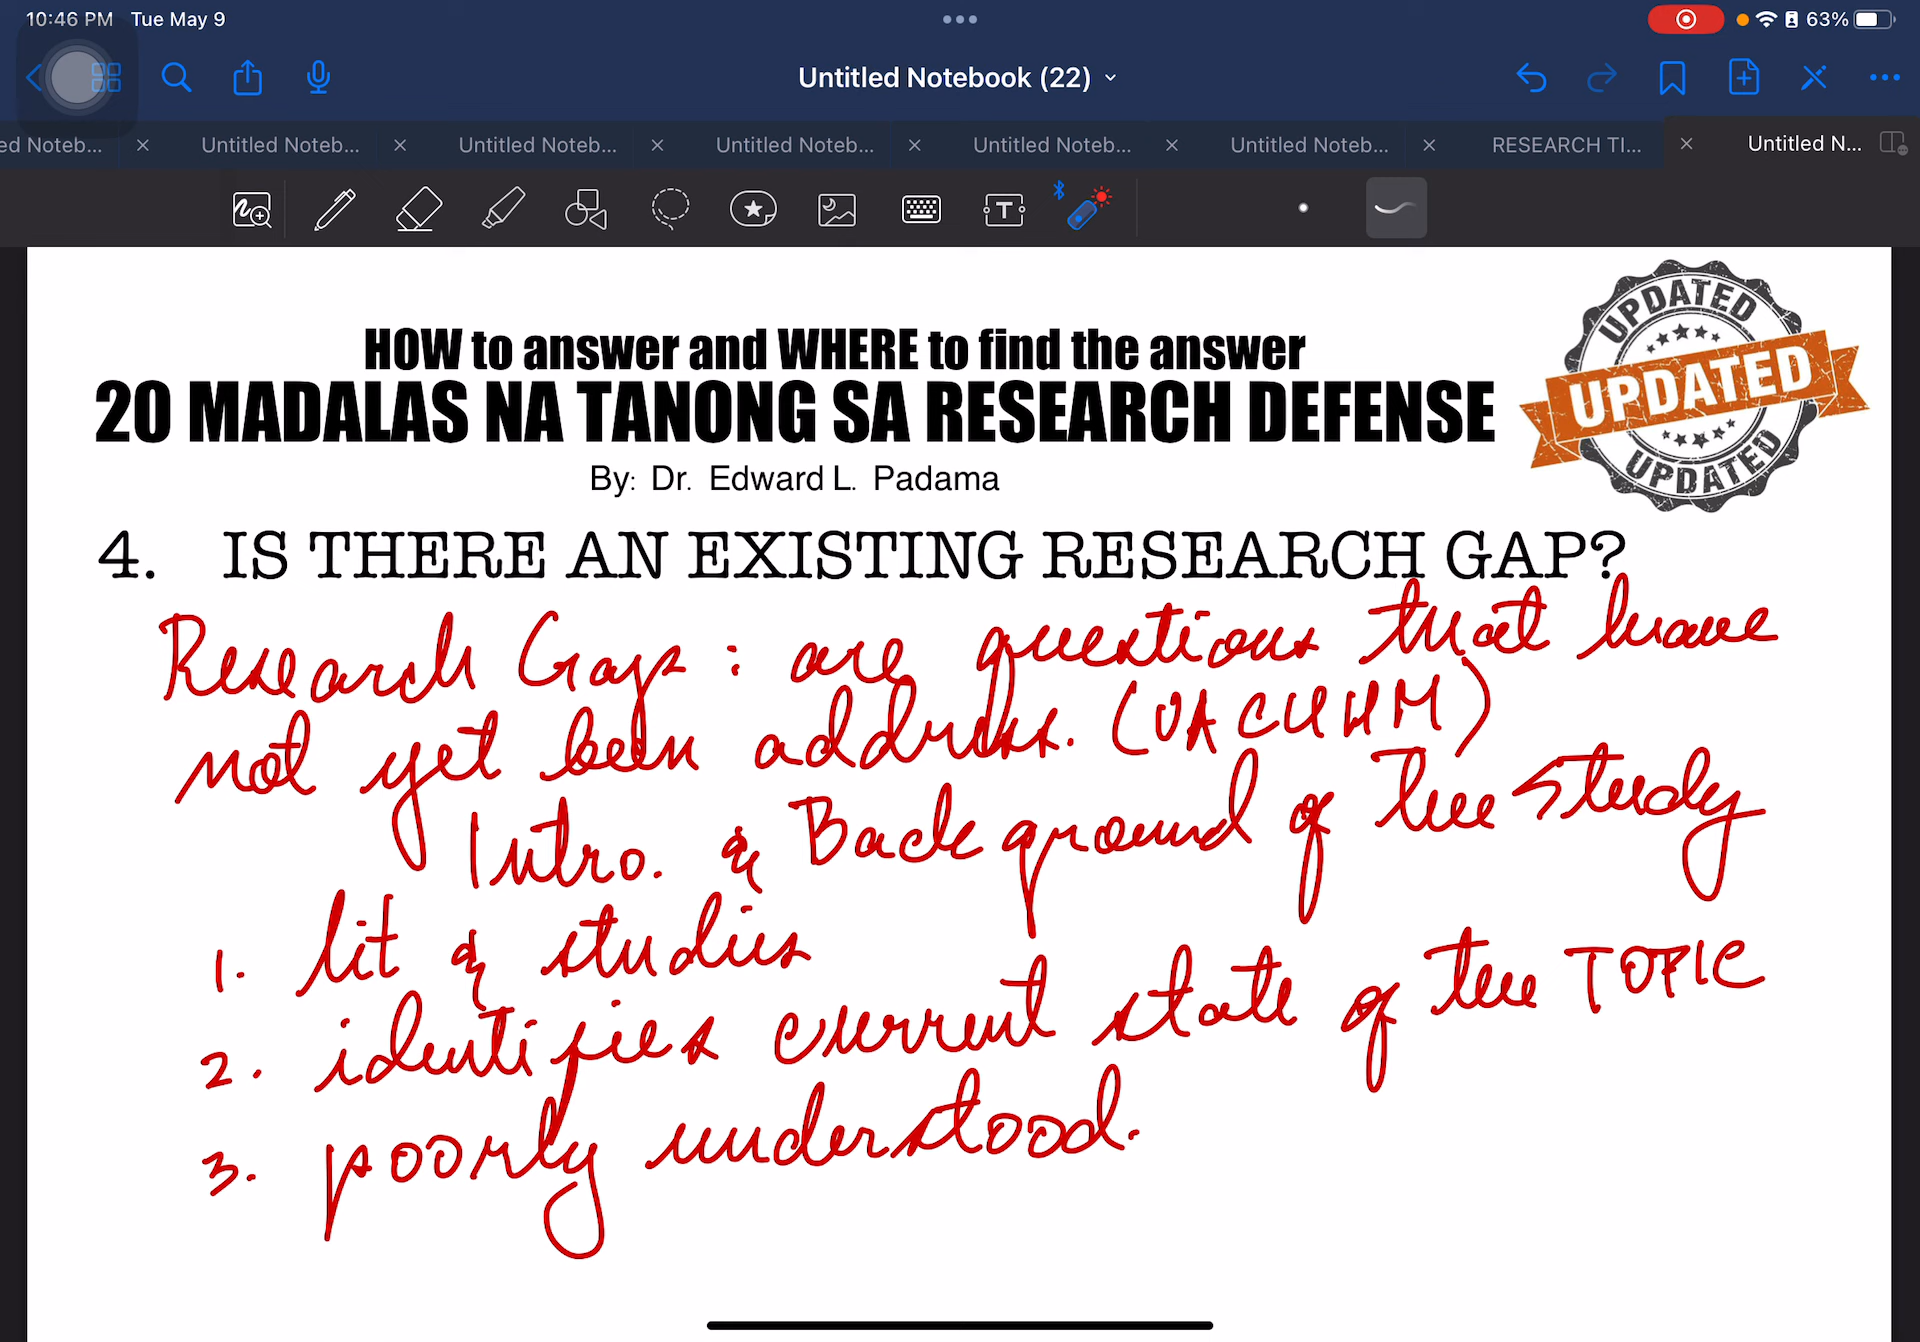 10:46 PM Tue May 9
63%
Untitled Notebook (22)
ed Noteb...
Untitled Noteb...
Untitled Noteb...
Untitled Noteb...
Untitled Noteb...
Untitled Noteb...
RESEARCH TI...
Untitled N...
UPDATED
UPDATED
UPDATED
HOW to answer and WHERE to find the answer
20 MADALAS NA TANONG SA RESEARCH DEFENSE
By: Dr. Edward L. Padama
4. IS THERE AN EXISTING RESEARCH GAP?
Research Gaps : are questions that have
not yet been address. (VACUUM)
Intro. & Background of the Study
1. lit & studies
2. identifies current state of the TOPIC
3. poorly understood.